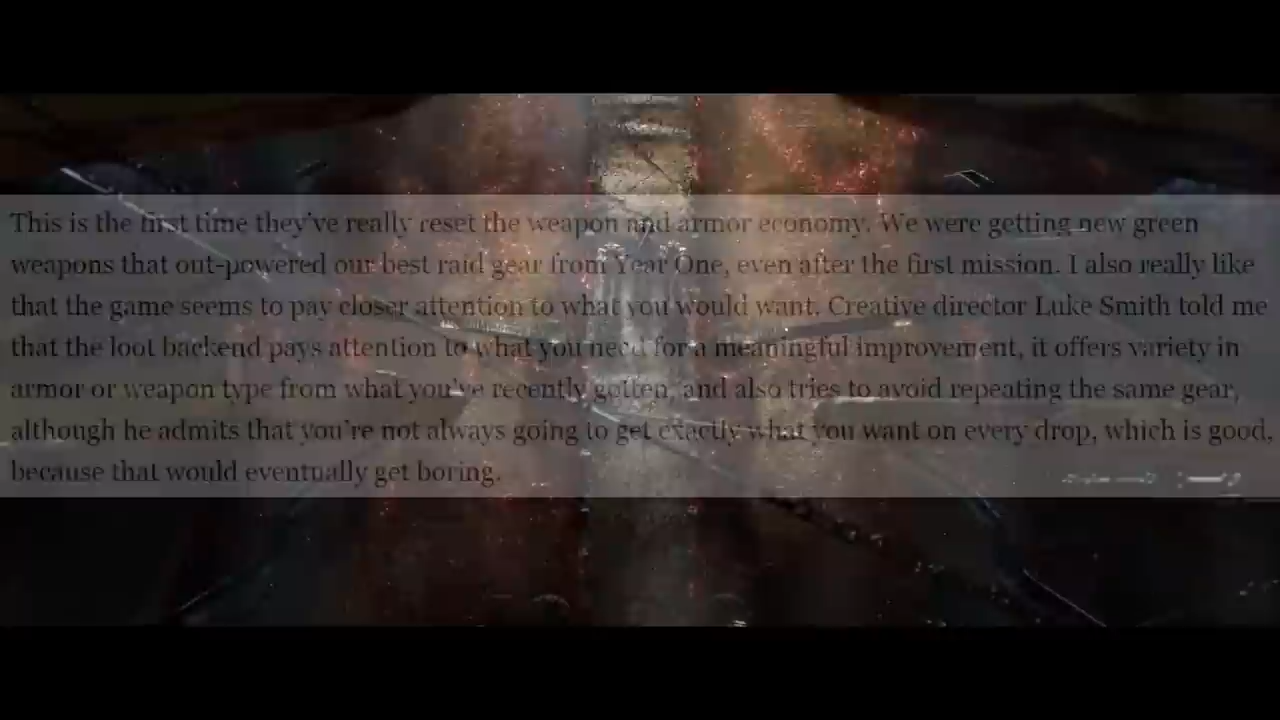 This is the first time they've really reset the weapon and armor economy. We were getting new green
weapons that out-powered our best raid gear from Year One, even after the first mission. I also really like
that the game seems to pay closer attention to what you would want. Creative director Luke Smith told me
that the loot backend pays attention to what you need for a meaningful improvement, it offers variety in
armor or weapon type from what you've recently gotten, and also tries to avoid repeating the same gear,
although he admits that you're not always going to get exactly what you want on every drop, which is good,
because that would eventually get boring.